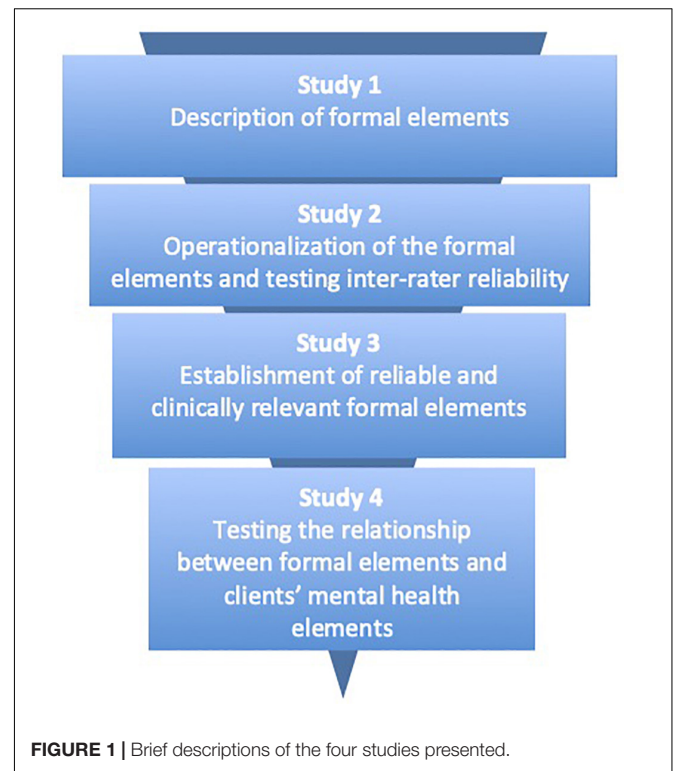 Study 1
Description of formal elements
Study 2
Operationalization of the formal
elements and testing inter-rater reliability
Study 3
Establishment of reliable and
clinically relevant formal elements
Study 4
Testing the relationship
between formal elements and
clients’ mental health
elements
FIGURE 1 | Brief descriptions of the four studies presented.